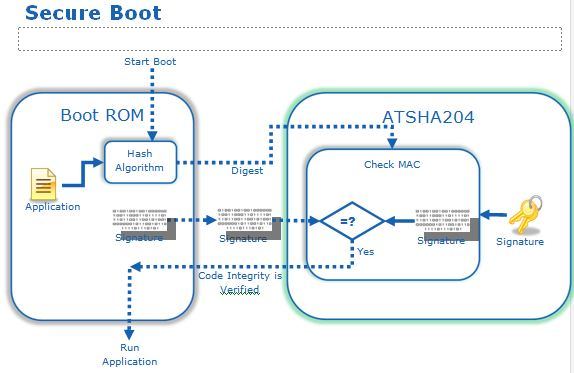 Secure Boot
Start Boot
Boot ROM
ATSHA204
Hash
Algorithm
Check MAC
Digest
Application
Signature
Signature
=?
Signature
Signature
Yes
Code Integrity is
Verified
Run
Application